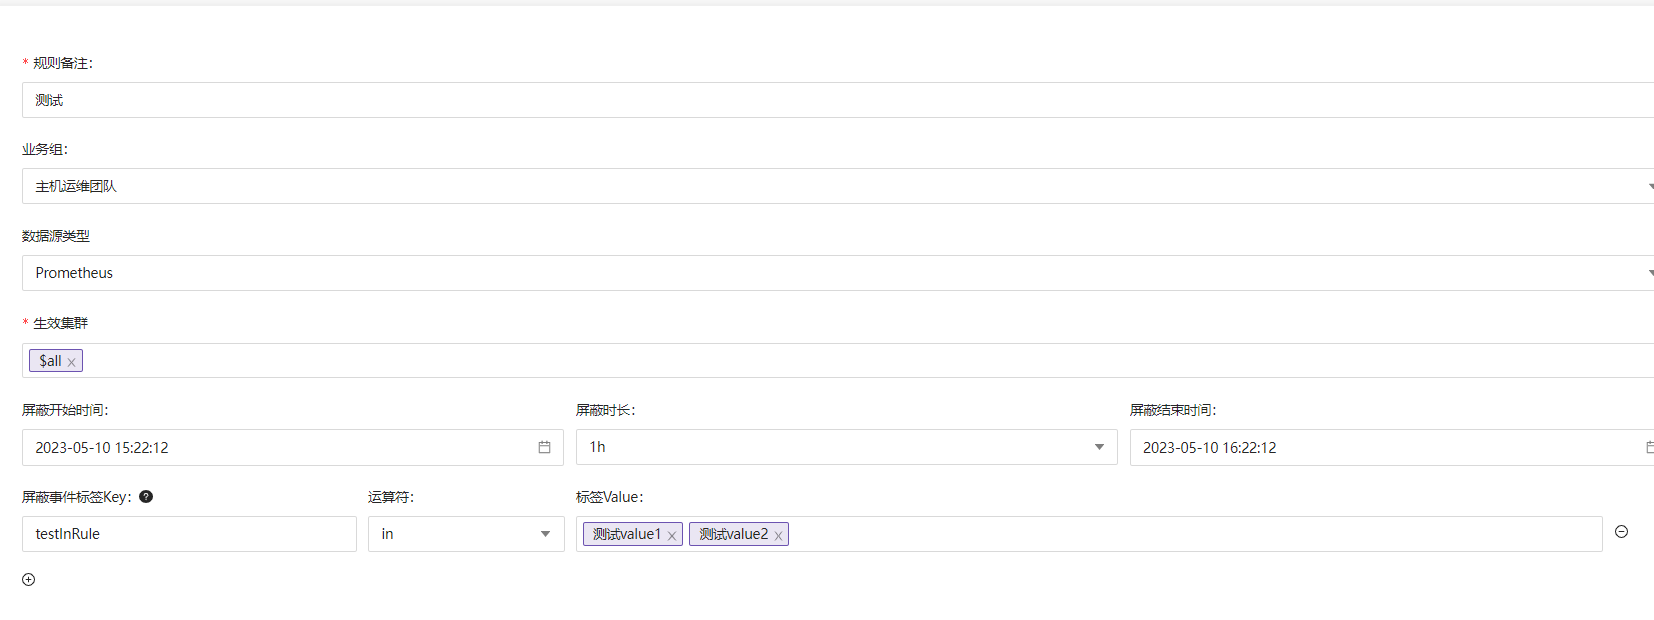 * 规则备注:
测试
业务组:
主机运维团队
数据源类型
Prometheus
* 生效集群
$all x
屏蔽开始时间: 屏蔽时长: 屏蔽结束时间:
2023-05-10 15:22:12 1h 2023-05-10 16:22:12
屏蔽事件标签Key: ? 运算符: 标签Value:
testInRule in 测试value1 x 测试value2 x